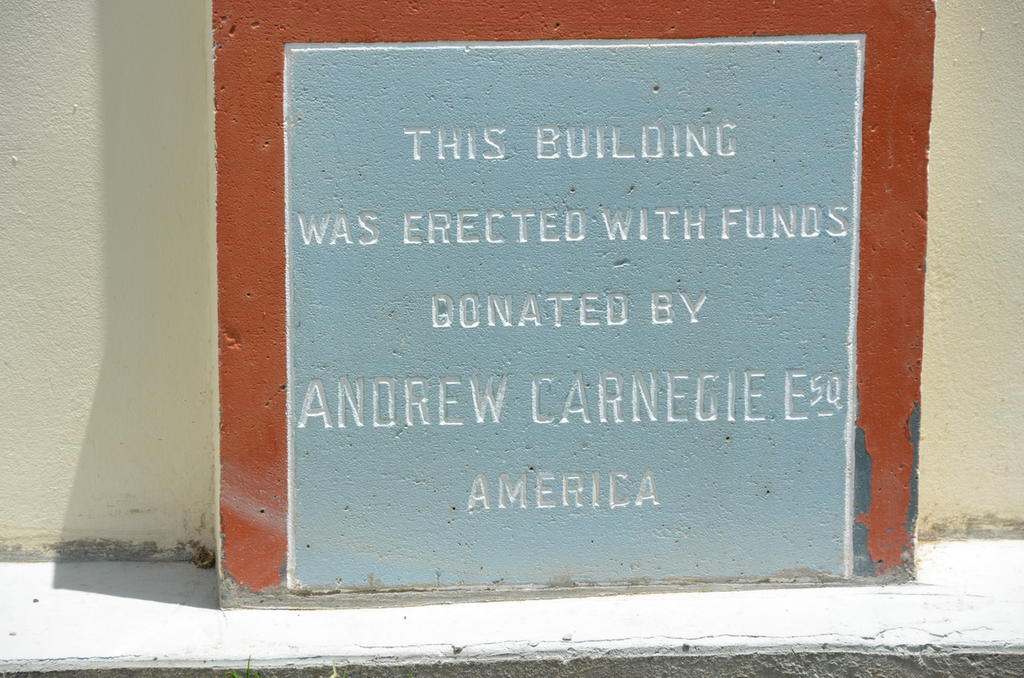 THIS BUILDING
WAS ERECTED WITH FUNDS
DONATED BY
ANDREW CARNEGIE ESQ
AMERICA